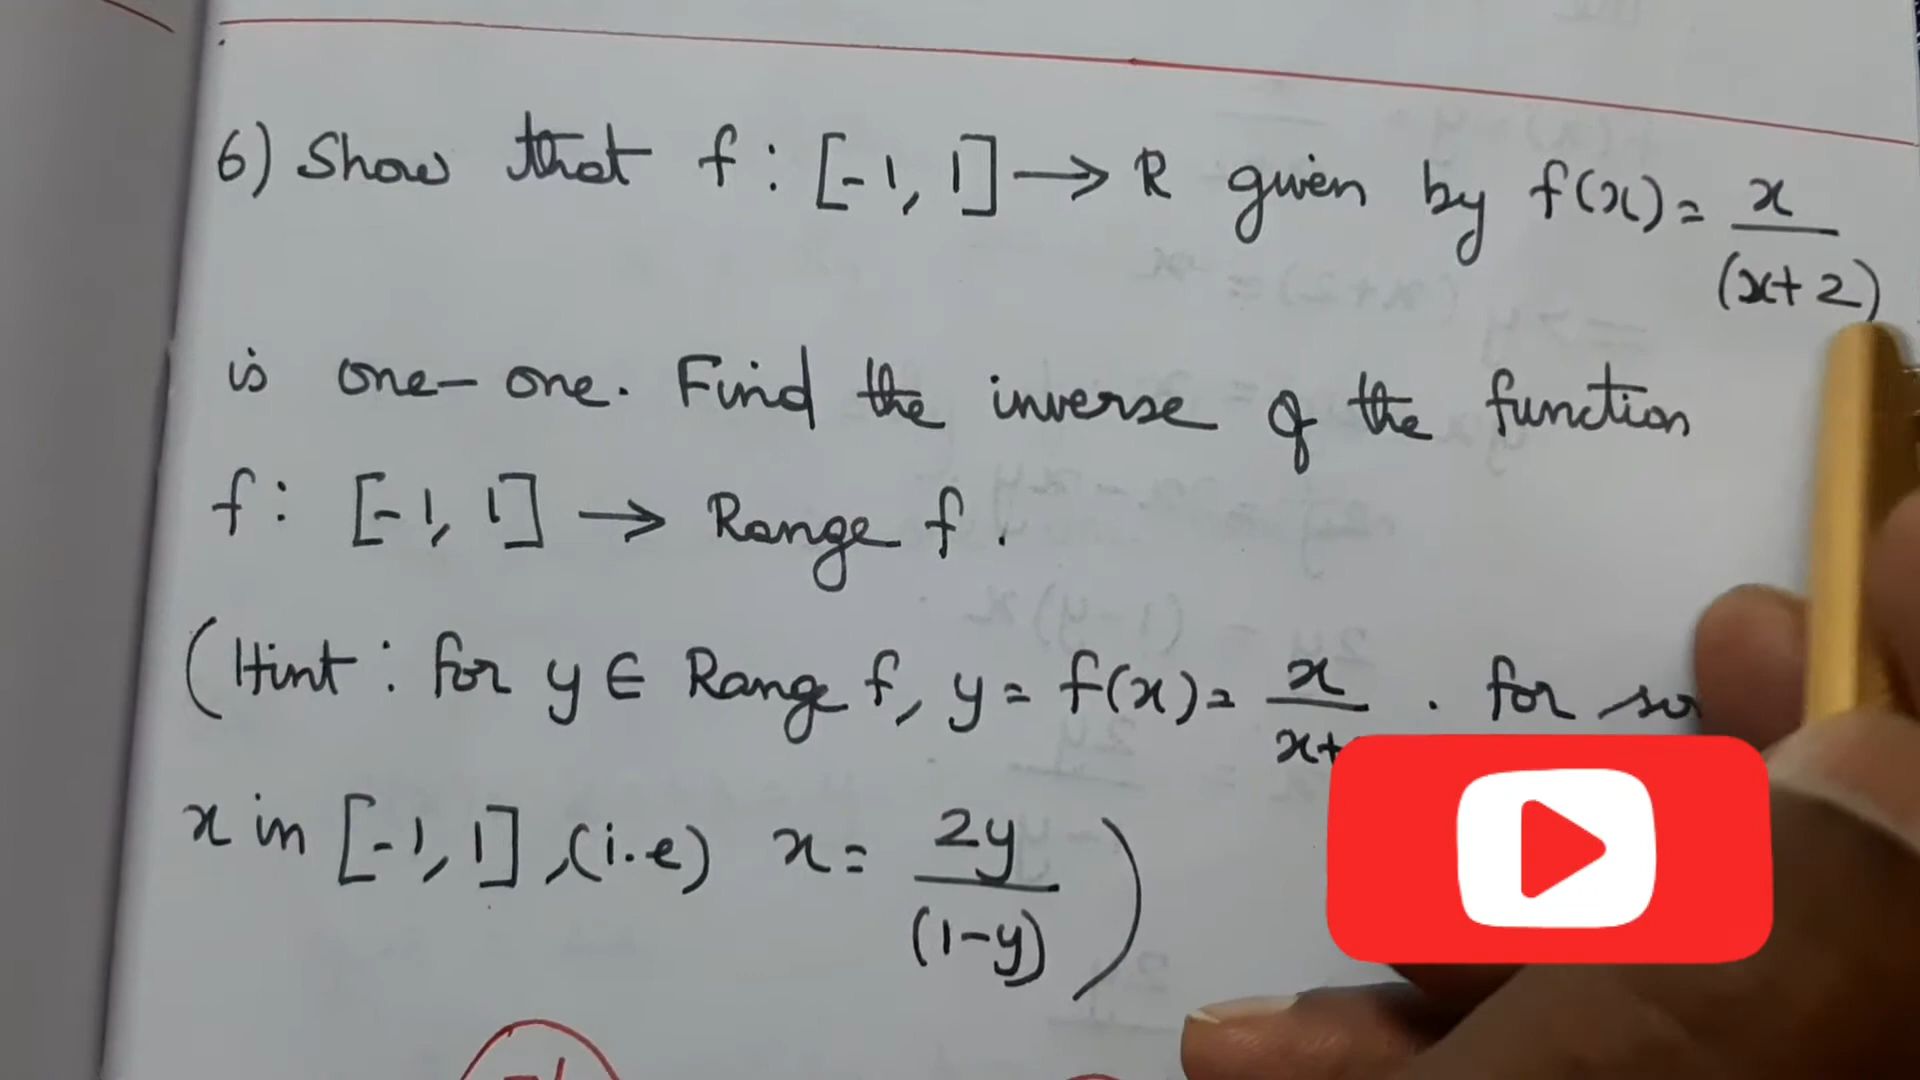 6) Show that f : [-1, 1] → R given by f(x) = x/(x+2)
is one-one. Find the inverse of the function
f : [-1, 1] → Range f.
(Hint : For y ∈ Range f, y = f(x) = x/x+ . for
x in [-1, 1], (i.e) x = 2y/(1-y))